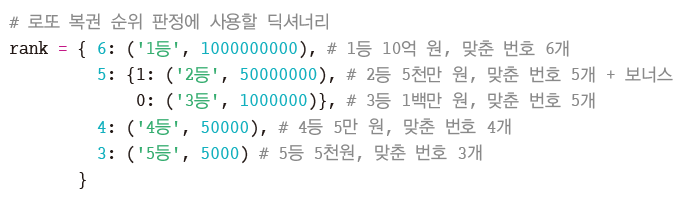 # 로또 복권 순위 판정에 사용할 딕셔너리
rank = { 6: ('1등', 1000000000), # 1등 10억 원, 맞춘 번호 6개
5: {1: ('2등', 50000000), # 2등 5천만 원, 맞춘 번호 5개 + 보너스
0: ('3등', 1000000)}, # 3등 1백만 원, 맞춘 번호 5개
4: ('4등', 50000), # 4등 5만 원, 맞춘 번호 4개
3: ('5등', 5000) # 5등 5천원, 맞춘 번호 3개
}